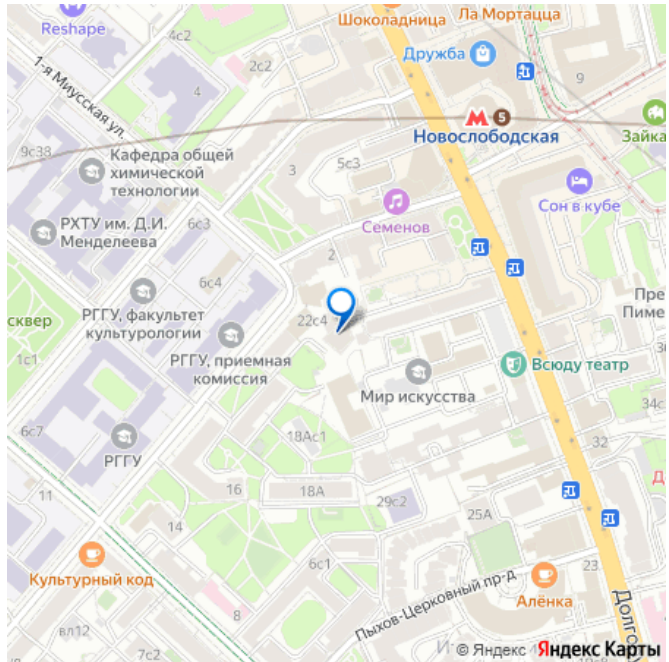 Reshape
4с2
Шоколадница
Ла Мортацца
2с2
Дружба
9
1-я Миусская ул.
М 5
Новослободская
Зайка
9с38
Кафедра общей
химической
технологии
3
5с3
Сон в кубе
Семенов
РХТУ им. Д.И.
Менделеева
6с3
2
6с4
РГГУ, факультет
культурологии
сквер
22с4
Пре
Пиме
1с1
РГГУ, приемная
комиссия
Всюду театр
Мир искусства
34с
6с7
РГГУ
18Ас1
32
11
16
18А
29с2
14
25А
Д
Культурный код
6с1
23
Пыхов-Церковный пр-д
Алёнка
8
Долго
вл12
7с2
© Яндекс Яндекс Карты